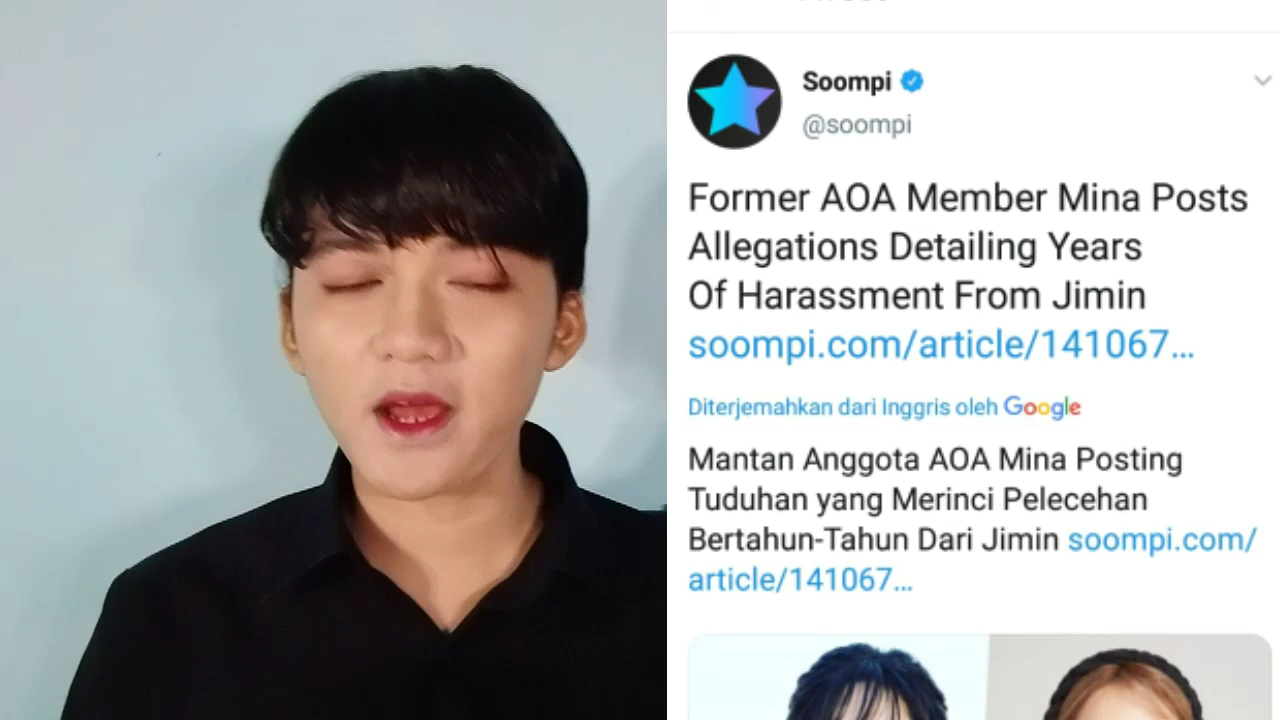 Soompi
@soompi
Former AOA Member Mina Posts
Allegations Detailing Years
Of Harassment From Jimin
soompi.com/article/141067…
Diterjemahkan dari Inggris oleh Google
Mantan Anggota AOA Mina Posting
Tuduhan yang Merinci Pelecehan
Bertahun-Tahun Dari Jimin soompi.com/
article/141067…